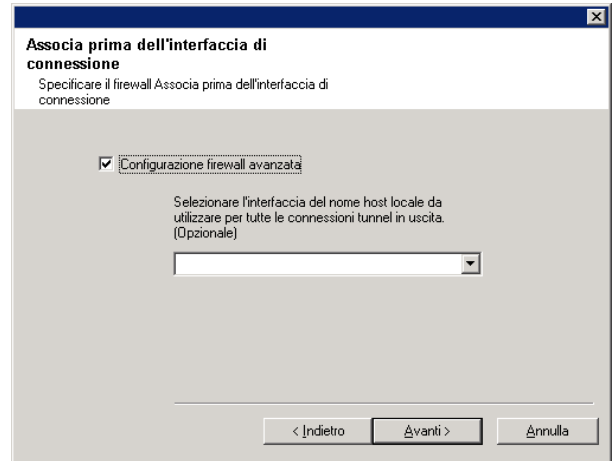 Associa prima dell'interfaccia di
connessione
Specificare il firewall Associa prima dell'interfaccia di
connessione
Configurazione firewall avanzata
Selezionare l'interfaccia del nome host locale da
utilizzare per tutte le connessioni tunnel in uscita.
(Opzionale)
< Indietro
Avanti >
Annulla